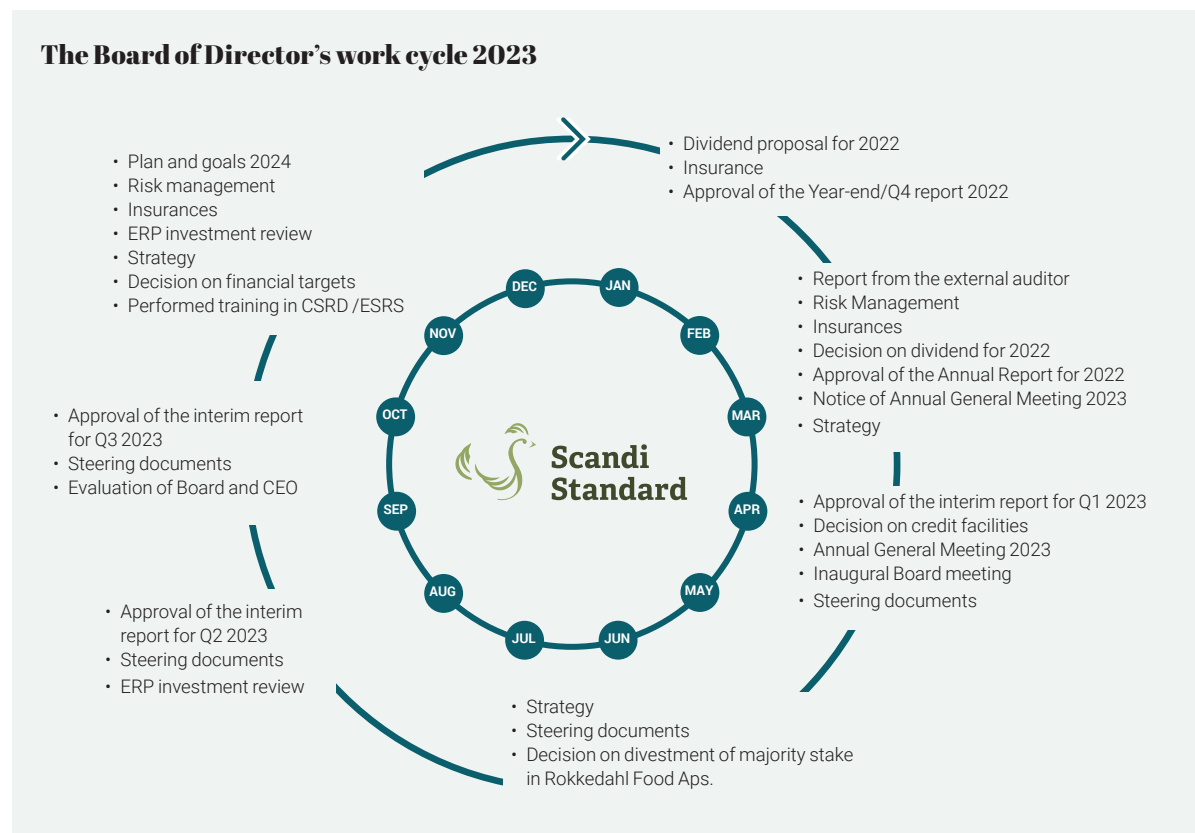 The Board of Director’s work cycle 2023
• Dividend proposal for 2022
• Insurance
• Approval of the Year-end/Q4 report 2022
• Report from the external auditor
• Risk Management
• Insurances
• Decision on dividend for 2022
• Approval of the Annual Report for 2022
• Notice of Annual General Meeting 2023
• Strategy
• Approval of the interim report for Q1 2023
• Decision on credit facilities
• Annual General Meeting 2023
• Inaugural Board meeting
• Steering documents
• Strategy
• Steering documents
• Decision on divestment of majority stake
in Rokkedahl Food Aps.
• Approval of the interim
report for Q2 2023
• Steering documents
• ERP investment review
• Approval of the interim report
for Q3 2023
• Steering documents
• Evaluation of Board and CEO
• Plan and goals 2024
• Risk management
• Insurances
• ERP investment review
• Strategy
• Decision on financial targets
• Performed training in CSRD /ESRS
JAN
FEB
MAR
APR
MAY
JUN
JUL
AUG
SEP
OCT
NOV
DEC
Scandi
Standard